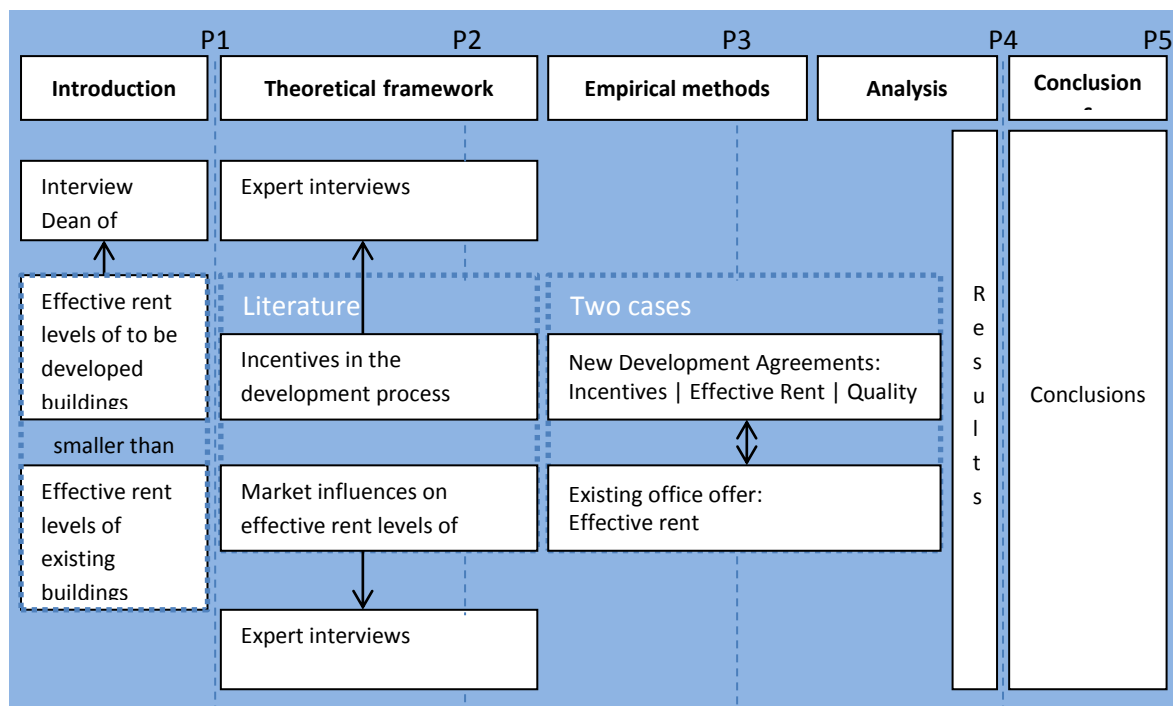 P1 P2 P3 P4 P5
Introduction
Theoretical framework
Empirical methods
Analysis
Conclusion
Interview
Dean of
Expert interviews
Effective rent
levels of to be
developed
buildings
smaller than
Effective rent
levels of
existing
buildings
Literature
Incentives in the
development process
Market influences on
effective rent levels of
Expert interviews
Two cases
New Development Agreements:
Incentives | Effective Rent | Quality
Existing office offer:
Effective rent
Results
Conclusions